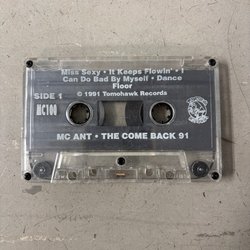 Miss Sexy • It Keeps Flowin' • I
Can Do Bad By Myself • Dance
Floor
SIDE 1
© 1991 Tomohawk Records
MC100
MC ANT • THE COME BACK 91